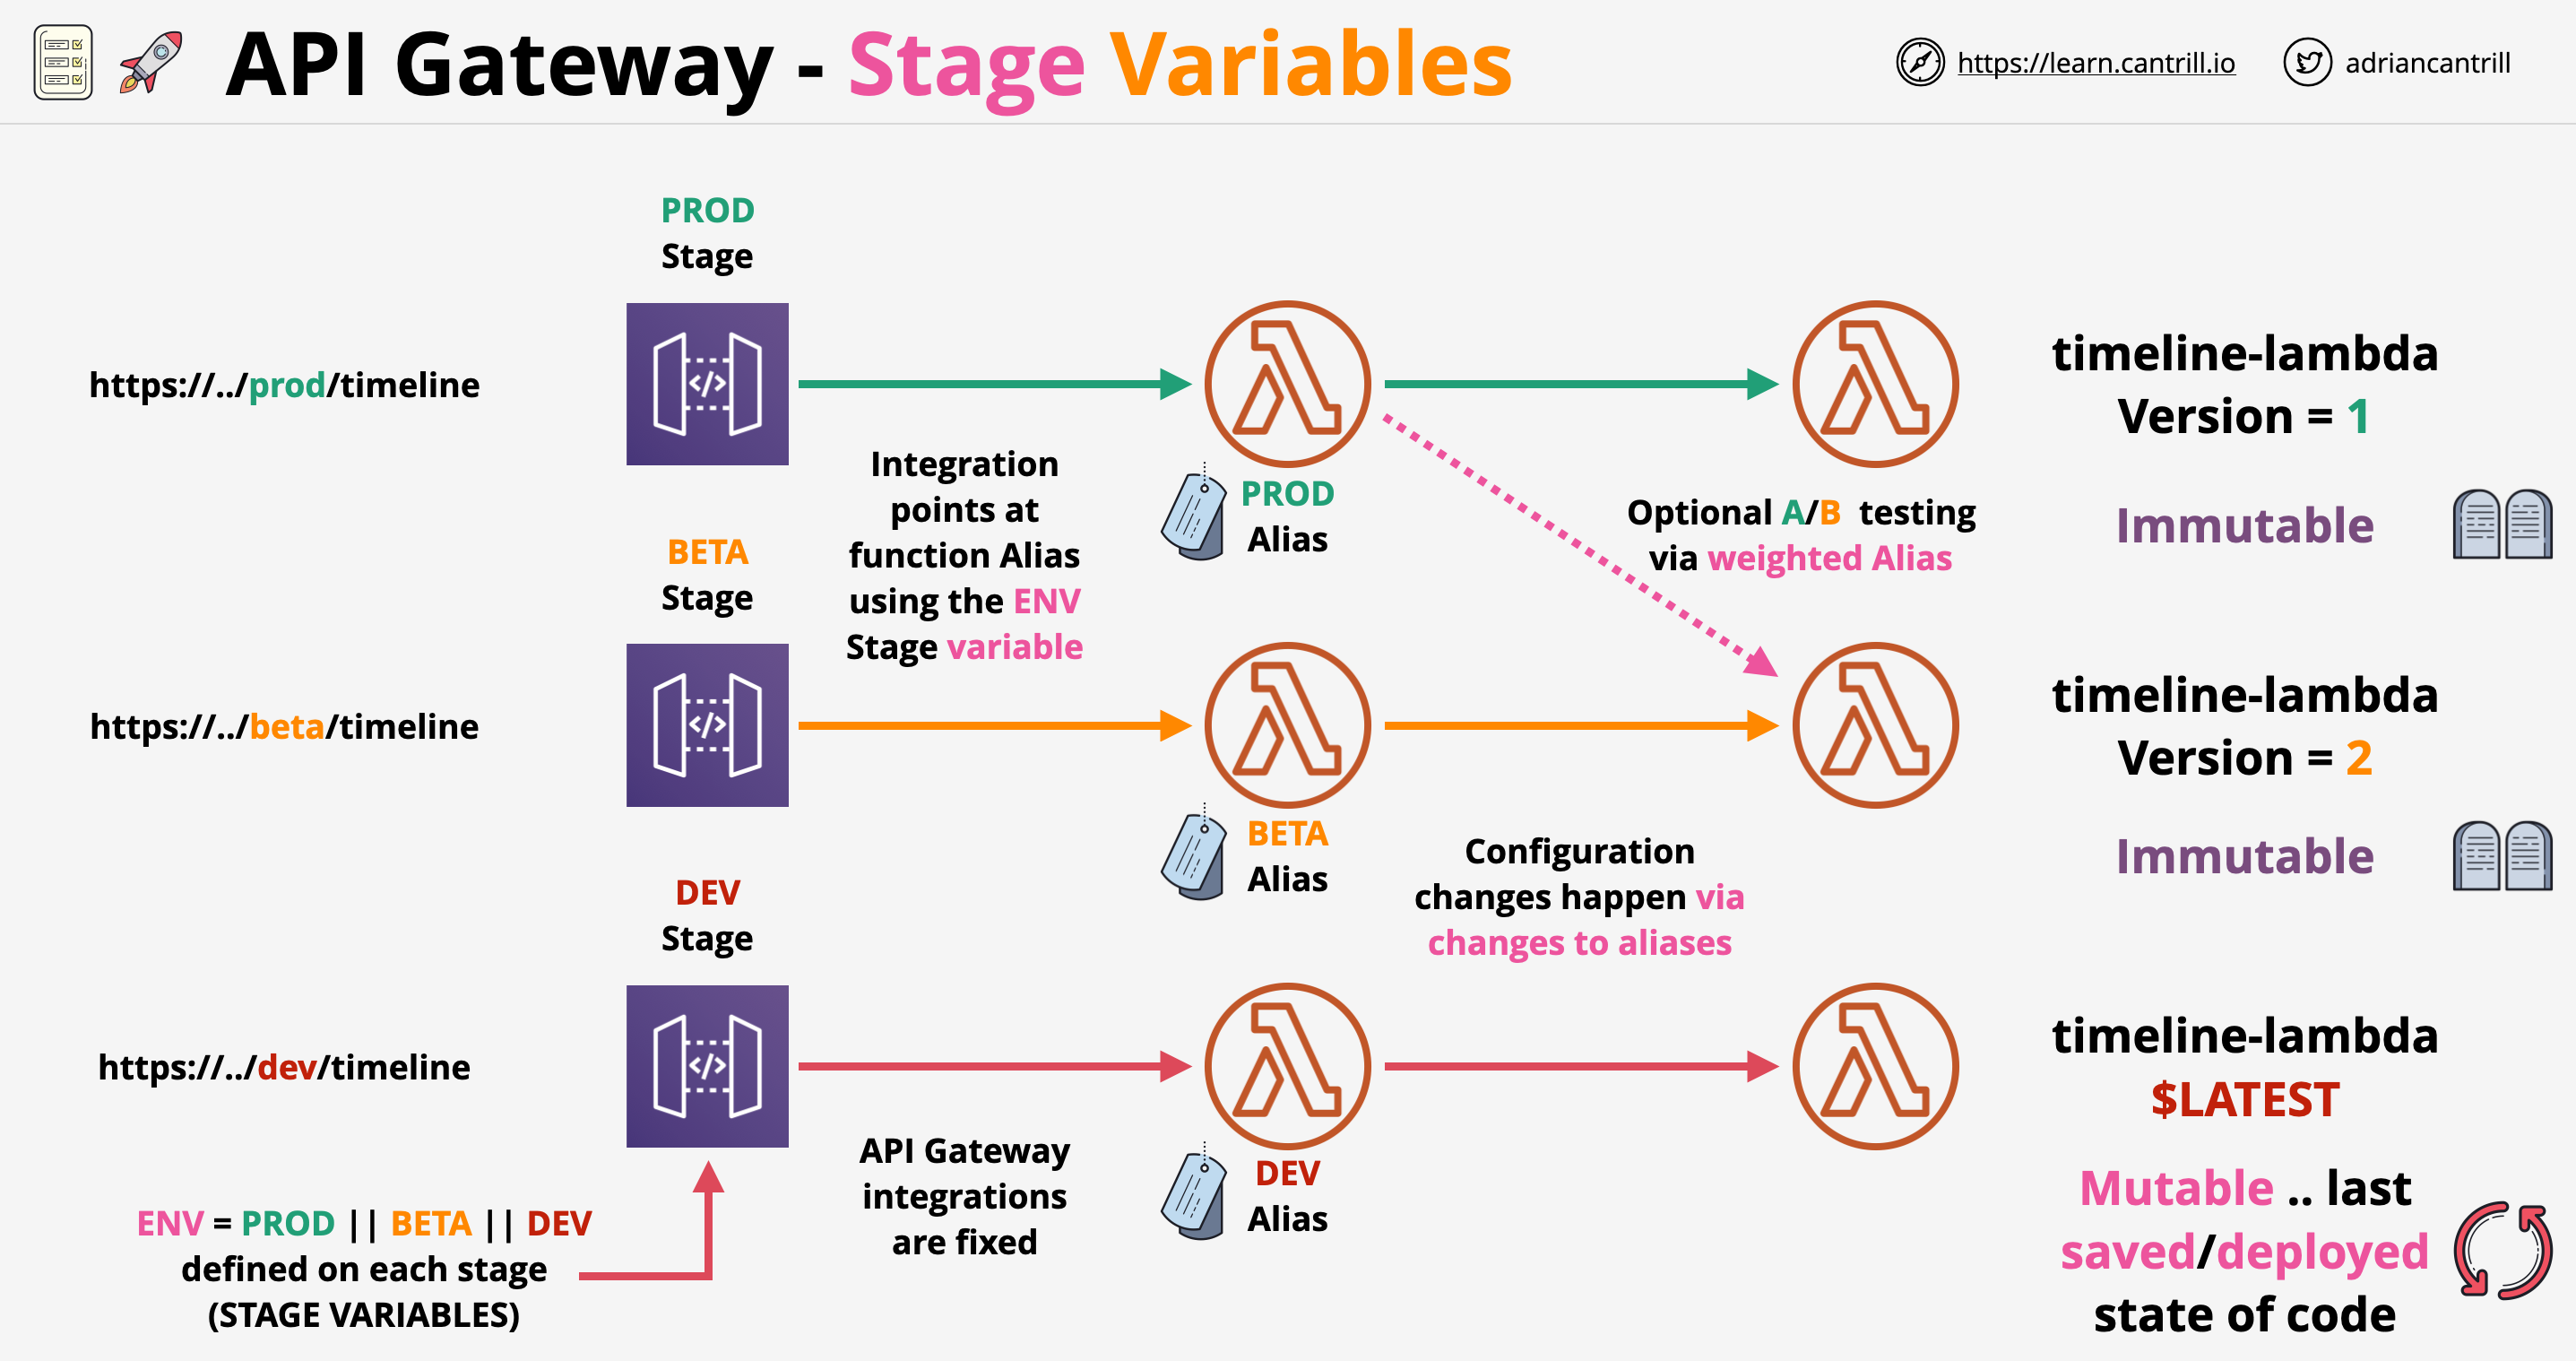 API Gateway - Stage Variables
https://learn.cantrill.io
adriancantrill
PROD
Stage
https://../prod/timeline
timeline-lambda
Version = 1
Integration
points at
function Alias
using the ENV
Stage variable
PROD
Alias
Optional A/B testing
via weighted Alias
Immutable
BETA
Stage
https://../beta/timeline
timeline-lambda
Version = 2
BETA
Alias
Configuration
changes happen via
changes to aliases
Immutable
DEV
Stage
https://../dev/timeline
timeline-lambda
$LATEST
API Gateway
integrations
are fixed
DEV
Alias
Mutable .. last
saved/deployed
state of code
ENV = PROD || BETA || DEV
defined on each stage
(STAGE VARIABLES)